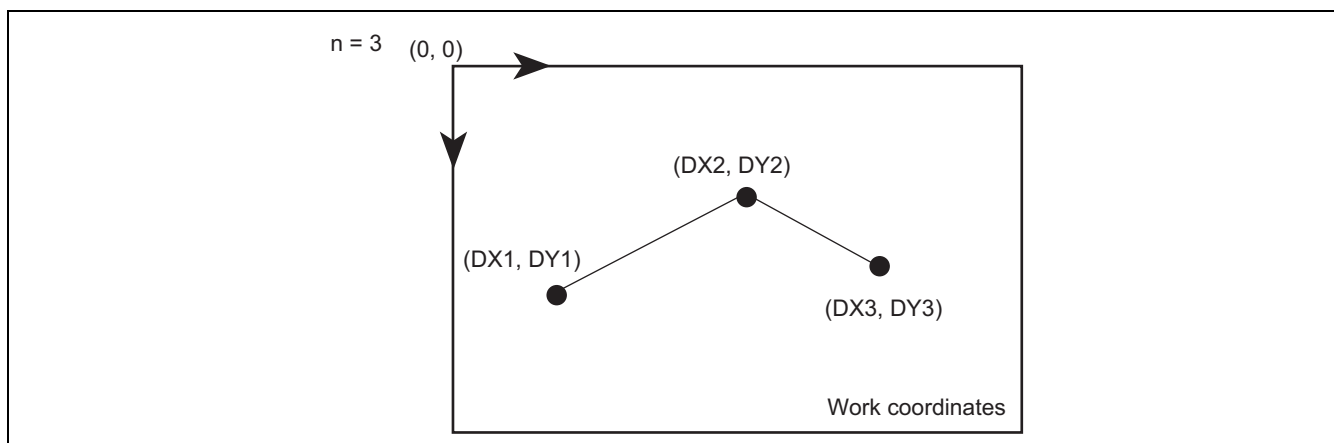 n = 3
(0, 0)
(DX2, DY2)
(DX1, DY1)
(DX3, DY3)
Work coordinates